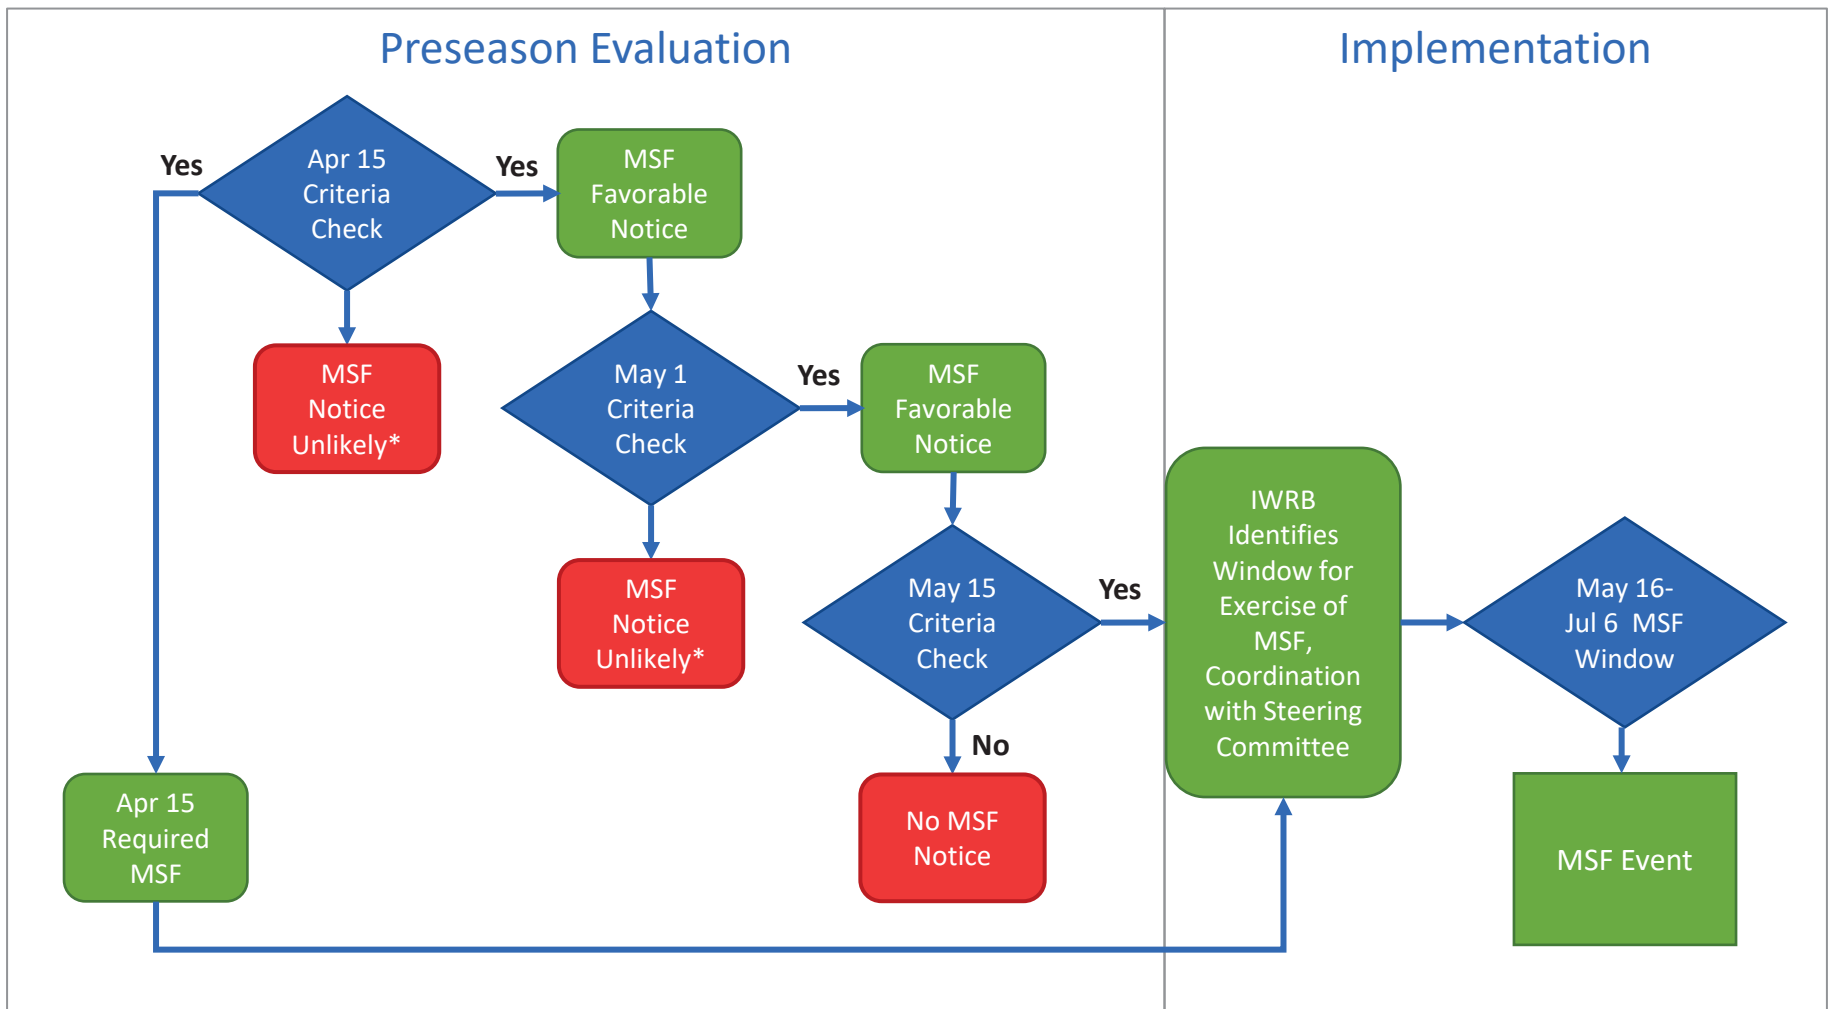 Preseason Evaluation
Implementation
Yes
Apr 15
Criteria
Check
Yes
MSF
Favorable
Notice
MSF
Notice
Unlikely*
May 1
Criteria
Check
Yes
MSF
Favorable
Notice
MSF
Notice
Unlikely*
May 15
Criteria
Check
Yes
No
No MSF
Notice
Apr 15
Required
MSF
IWRB
Identifies
Window for
Exercise of
MSF,
Coordination
with Steering
Committee
May 16-
Jul 6 MSF
Window
MSF Event